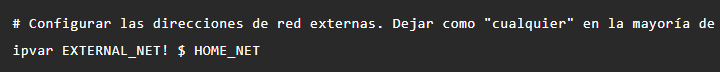 # Configurar las direcciones de red externas. Dejar como "cualquier" en la mayoría de
ipvar EXTERNAL_NET! $ HOME_NET